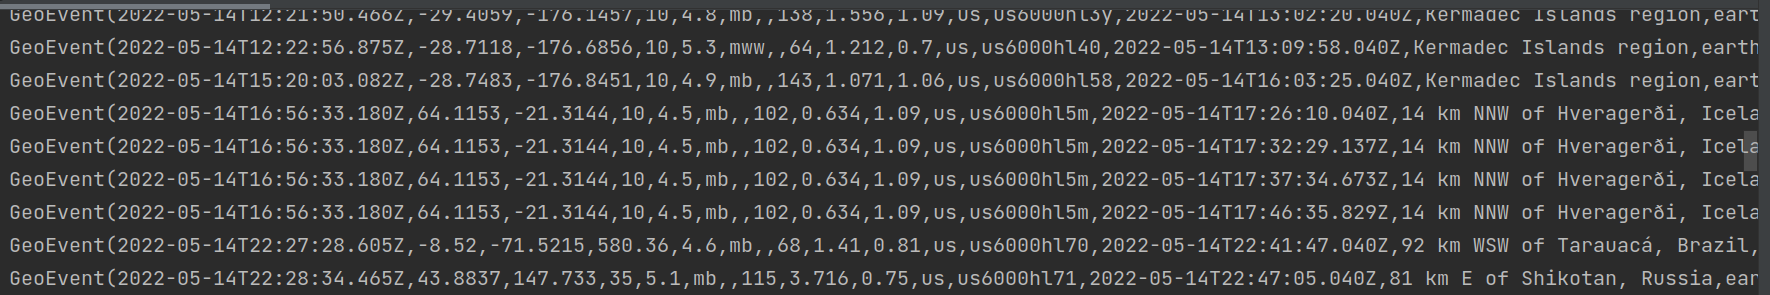 GeoEvent(2022-05-14T12:21:50.466Z,-29.4059,-176.1457,10,4.8,mb,,138,1.556,1.09,us,us6000hl3y,2022-05-14T13:02:20.040Z,Kermadec Islands region,eart
GeoEvent(2022-05-14T12:22:56.875Z,-28.7118,-176.6856,10,5.3,mww,,64,1.212,0.7,us,us6000hl40,2022-05-14T13:09:58.040Z,Kermadec Islands region,earth
GeoEvent(2022-05-14T15:20:03.082Z,-28.7483,-176.8451,10,4.9,mb,,143,1.071,1.06,us,us6000hl58,2022-05-14T16:03:25.040Z,Kermadec Islands region,eart
GeoEvent(2022-05-14T16:56:33.180Z,64.1153,-21.3144,10,4.5,mb,,102,0.634,1.09,us,us6000hl5m,2022-05-14T17:26:10.040Z,14 km NNW of Hveragerði, Icela
GeoEvent(2022-05-14T16:56:33.180Z,64.1153,-21.3144,10,4.5,mb,,102,0.634,1.09,us,us6000hl5m,2022-05-14T17:32:29.137Z,14 km NNW of Hveragerði, Icela
GeoEvent(2022-05-14T16:56:33.180Z,64.1153,-21.3144,10,4.5,mb,,102,0.634,1.09,us,us6000hl5m,2022-05-14T17:37:34.673Z,14 km NNW of Hveragerði, Icela
GeoEvent(2022-05-14T16:56:33.180Z,64.1153,-21.3144,10,4.5,mb,,102,0.634,1.09,us,us6000hl5m,2022-05-14T17:46:35.829Z,14 km NNW of Hveragerði, Icela
GeoEvent(2022-05-14T22:27:28.605Z,-8.52,-71.5215,580.36,4.6,mb,,68,1.41,0.81,us,us6000hl70,2022-05-14T22:41:47.040Z,92 km WSW of Tarauacá, Brazil,
GeoEvent(2022-05-14T22:28:34.465Z,43.8837,147.733,35,5.1,mb,,115,3.716,0.75,us,us6000hl71,2022-05-14T22:47:05.040Z,81 km E of Shikotan, Russia,ear